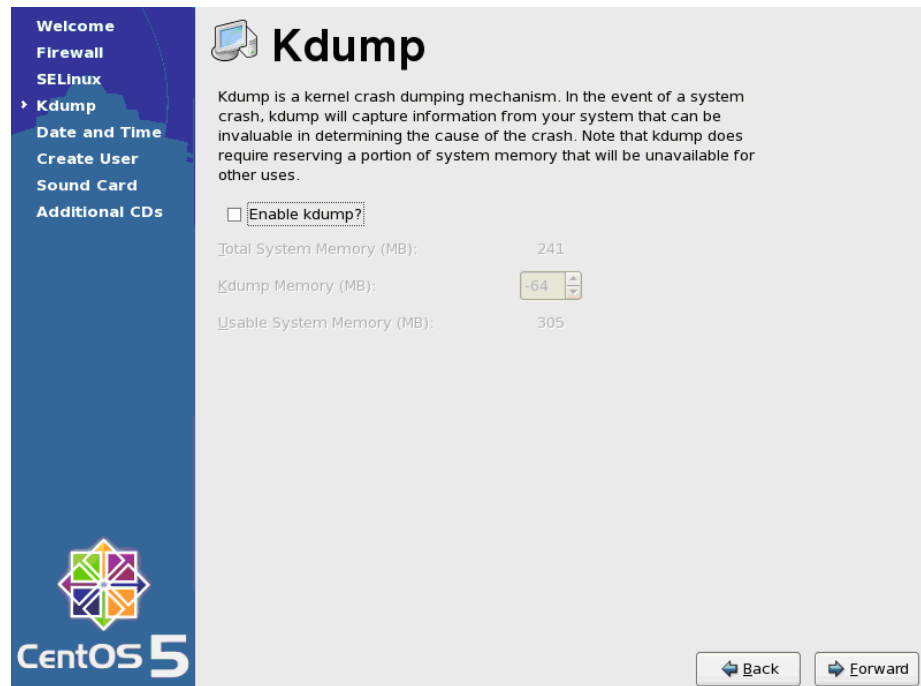 Welcome
Firewall
SELinux
Kdump
Date and Time
Create User
Sound Card
Additional CDs
Kdump
Kdump is a kernel crash dumping mechanism. In the event of a system
crash, kdump will capture information from your system that can be
invaluable in determining the cause of the crash. Note that kdump does
require reserving a portion of system memory that will be unavailable for
other uses.
Enable kdump?
Total System Memory (MB): 241
Kdump Memory (MB): -64
Usable System Memory (MB): 305
CentOS 5
Back
Forward